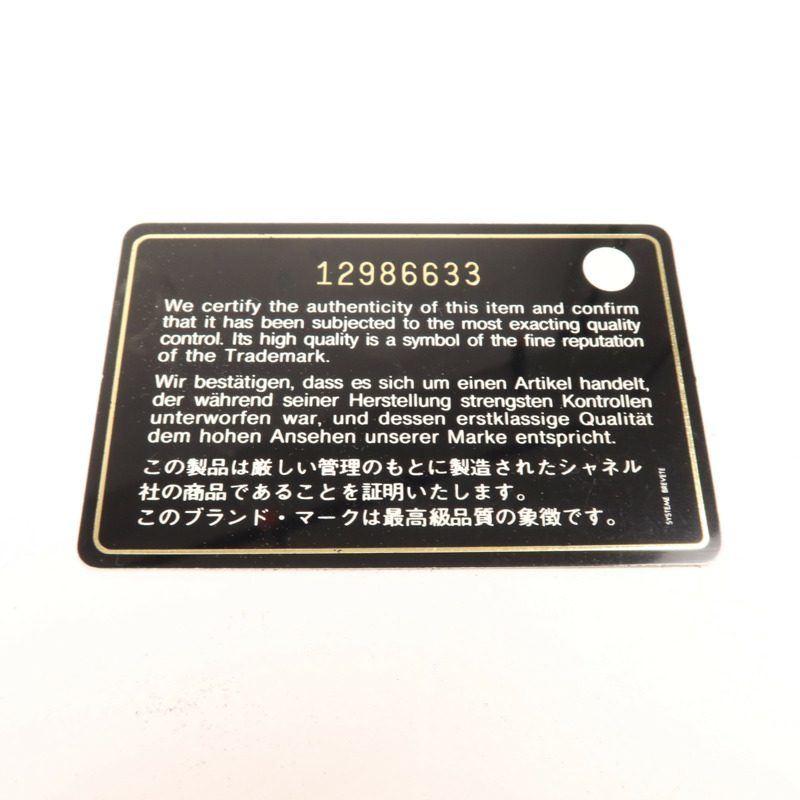 12986633
We certify the authenticity of this item and confirm
that it has been subjected to the most exacting quality
control. Its high quality is a symbol of the fine reputation
of the Trademark.
Wir bestätigen, dass es sich um einen Artikel handelt,
der während seiner Herstellung strengsten Kontrollen
unterworfen war, und dessen erstklassige Qualität
dem hohen Ansehen unserer Marke entspricht.
この製品は厳しい管理のもとに製造されたシャネル
社の商品であることを証明いたします。
このブランド・マークは最高級品質の象徴です。
SYSTEME BREVETE